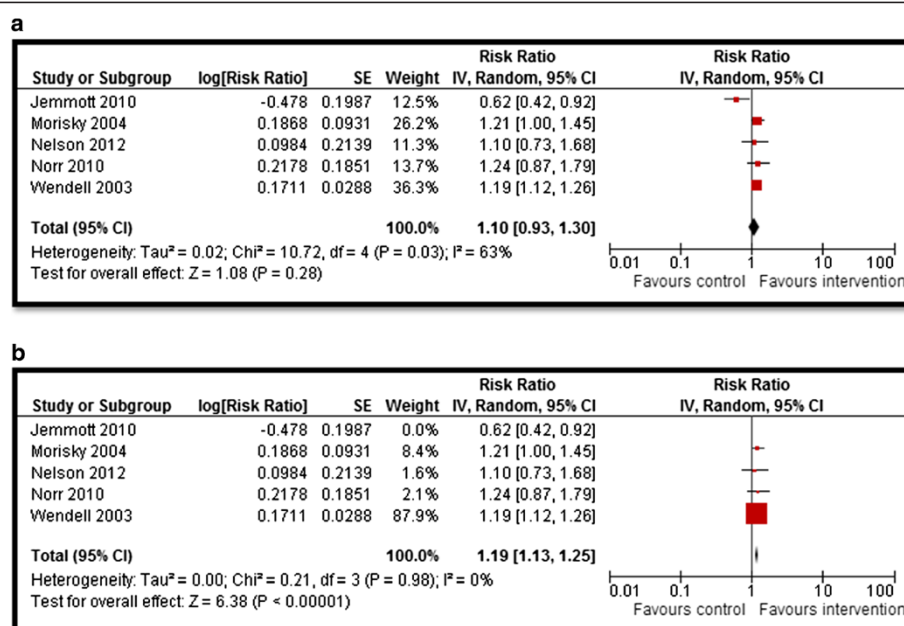 a
Risk Ratio Risk Ratio
Study or Subgroup log[Risk Ratio] SE Weight IV, Random, 95% CI IV, Random, 95% CI
Jemmott 2010 -0.478 0.1987 12.5% 0.62 [0.42, 0.92]
Morisky 2004 0.1868 0.0931 26.2% 1.21 [1.00, 1.45]
Nelson 2012 0.0984 0.2139 11.3% 1.10 [0.73, 1.68]
Norr 2010 0.2178 0.1851 13.7% 1.24 [0.87, 1.79]
Wendell 2003 0.1711 0.0288 36.3% 1.19 [1.12, 1.26]
Total (95% CI) 100.0% 1.10 [0.93, 1.30]
Heterogeneity: Tau² = 0.02; Chi² = 10.72, df = 4 (P = 0.03); I² = 63%
Test for overall effect: Z = 1.08 (P = 0.28)
0.01 0.1 1 10 100
Favours control Favours intervention
b
Risk Ratio Risk Ratio
Study or Subgroup log[Risk Ratio] SE Weight IV, Random, 95% CI IV, Random, 95% CI
Jemmott 2010 -0.478 0.1987 0.0% 0.62 [0.42, 0.92]
Morisky 2004 0.1868 0.0931 8.4% 1.21 [1.00, 1.45]
Nelson 2012 0.0984 0.2139 1.6% 1.10 [0.73, 1.68]
Norr 2010 0.2178 0.1851 2.1% 1.24 [0.87, 1.79]
Wendell 2003 0.1711 0.0288 87.9% 1.19 [1.12, 1.26]
Total (95% CI) 100.0% 1.19 [1.13, 1.25]
Heterogeneity: Tau² = 0.00; Chi² = 0.21, df = 3 (P = 0.98); I² = 0%
Test for overall effect: Z = 6.38 (P < 0.00001)
0.01 0.1 1 10 100
Favours control Favours intervention